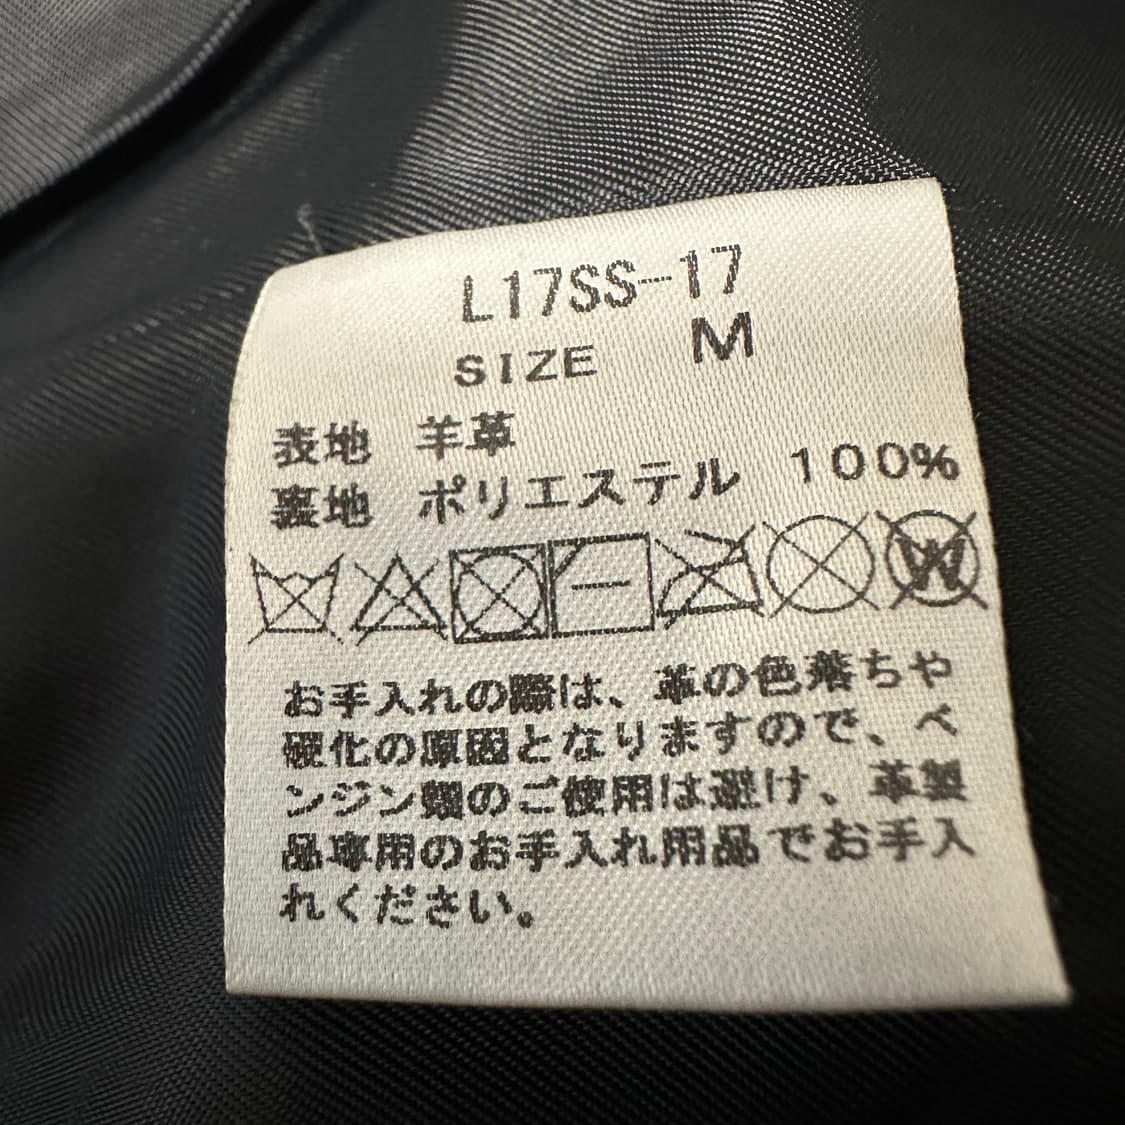 L17SS-17
SIZE M
表地 羊革
裏地 ポリエステル 100%
W
お手入れの際は、革の色落ちや
硬化の原因となりますので、ベ
ンジン類のご使用は避け、革製
品専用のお手入れ用品でお手入
れください。